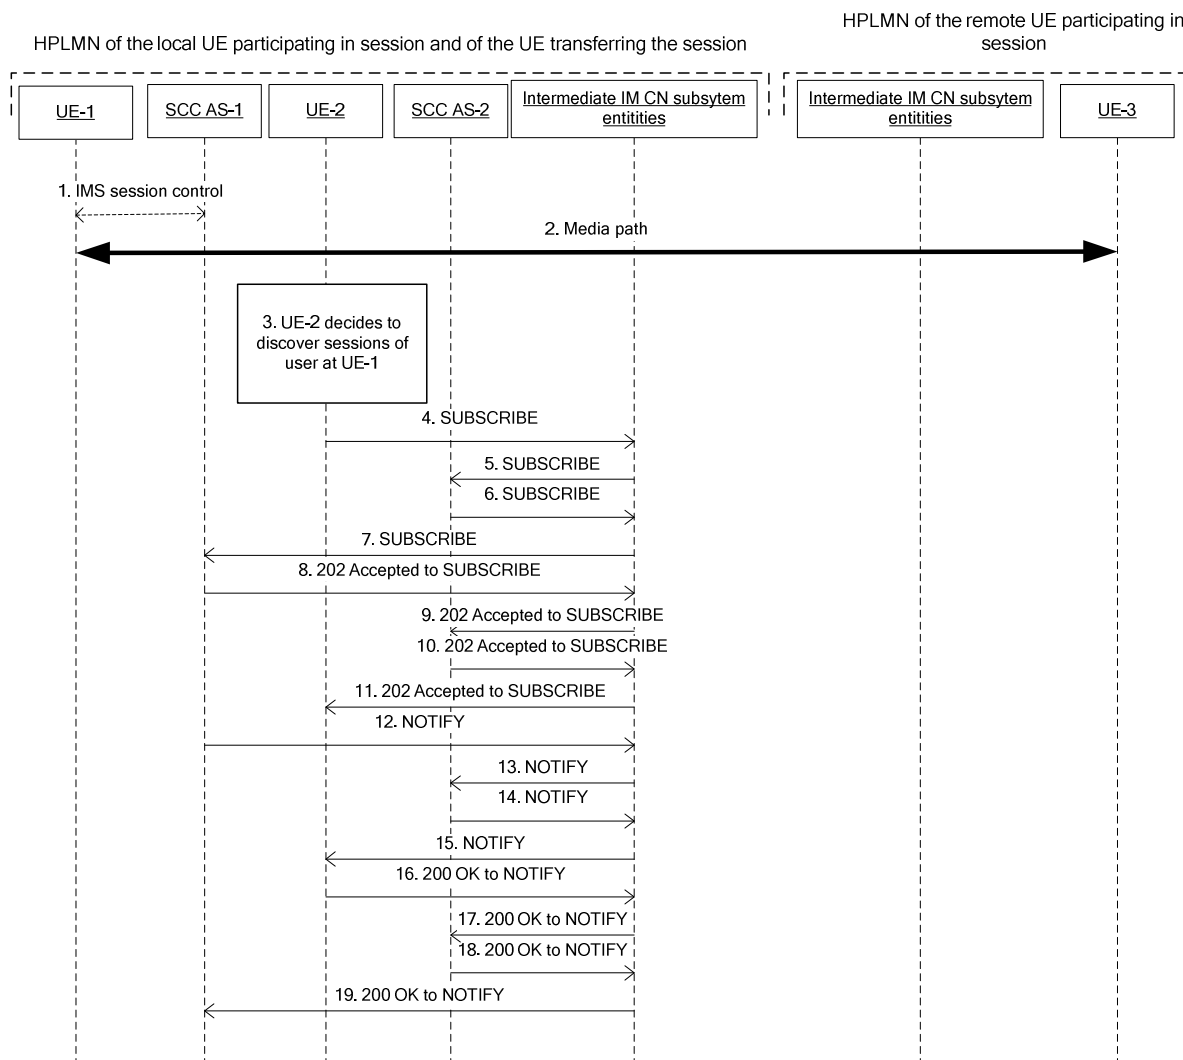 HPLMN of the local UE participating in session and of the UE transferring the session
HPLMN of the remote UE participating in
session
UE-1
SCC AS-1
UE-2
SCC AS-2
Intermediate IM CN subsytem
entitities
Intermediate IM CN subsytem
entitities
UE-3
1. IMS session control
2. Media path
3. UE-2 decides to
discover sessions of
user at UE-1
4. SUBSCRIBE
5. SUBSCRIBE
6. SUBSCRIBE
7. SUBSCRIBE
8. 202 Accepted to SUBSCRIBE
9. 202 Accepted to SUBSCRIBE
10. 202 Accepted to SUBSCRIBE
11. 202 Accepted to SUBSCRIBE
12. NOTIFY
13. NOTIFY
14. NOTIFY
15. NOTIFY
16. 200 OK to NOTIFY
17. 200 OK to NOTIFY
18. 200 OK to NOTIFY
19. 200 OK to NOTIFY